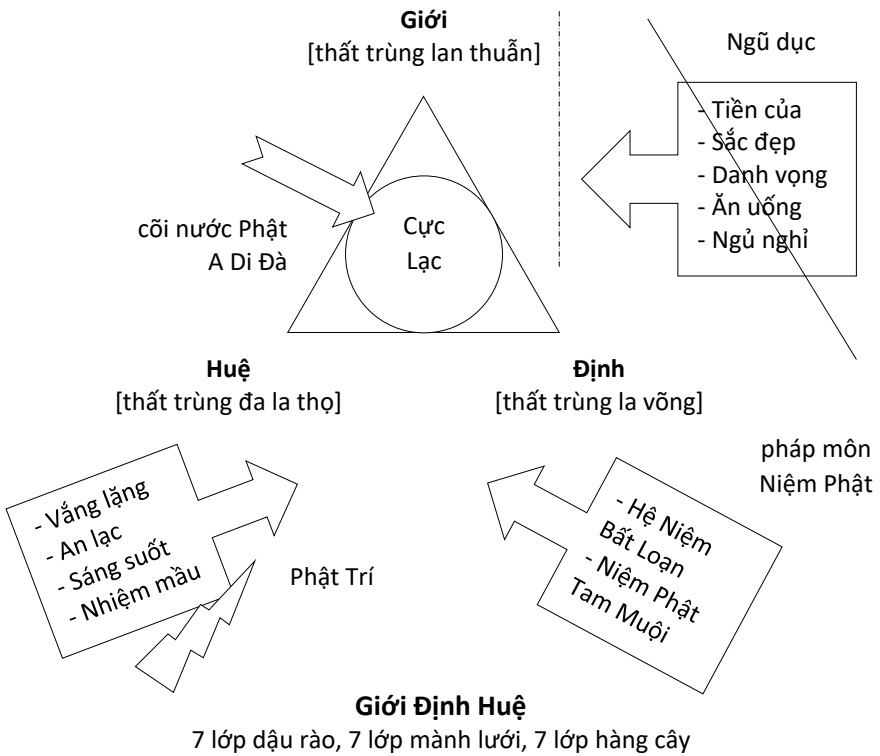 Giới
[thất trùng lan thuẫn]
Ngũ dục
- Tiền của
- Sắc đẹp
- Danh vọng
- Ăn uống
- Ngủ nghỉ
cõi nước Phật
A Di Đà
Cực
Lạc
Huệ
[thất trùng đa la thọ]
Định
[thất trùng la võng]
- Vắng lặng
- An lạc
- Sáng suốt
- Nhiệm mầu
Phật Trí
pháp môn
Niệm Phật
- Hệ Niệm
Bất Loạn
- Niệm Phật
Tam Muội
Giới Định Huệ
7 lớp dậu rào, 7 lớp mành lưới, 7 lớp hàng cây